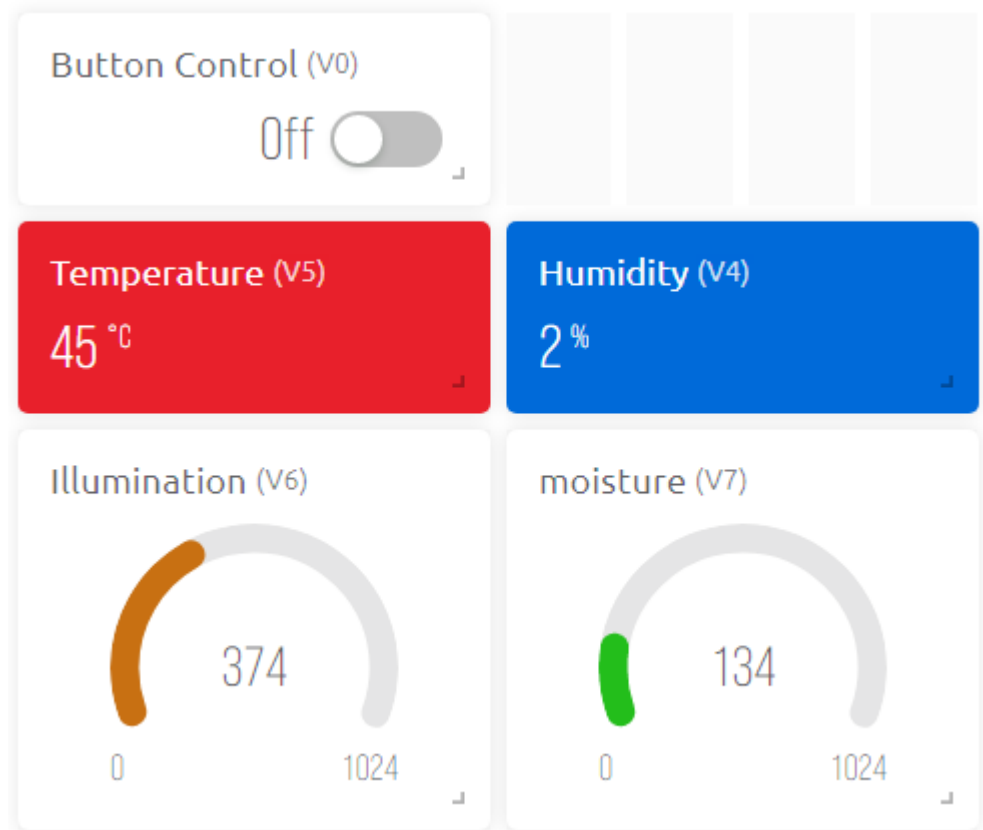 Button Control (V0)
Off
Temperature (V5)
45 °C
Humidity (V4)
2 %
Illumination (V6)
374
0 1024
moisture (V7)
134
0 1024